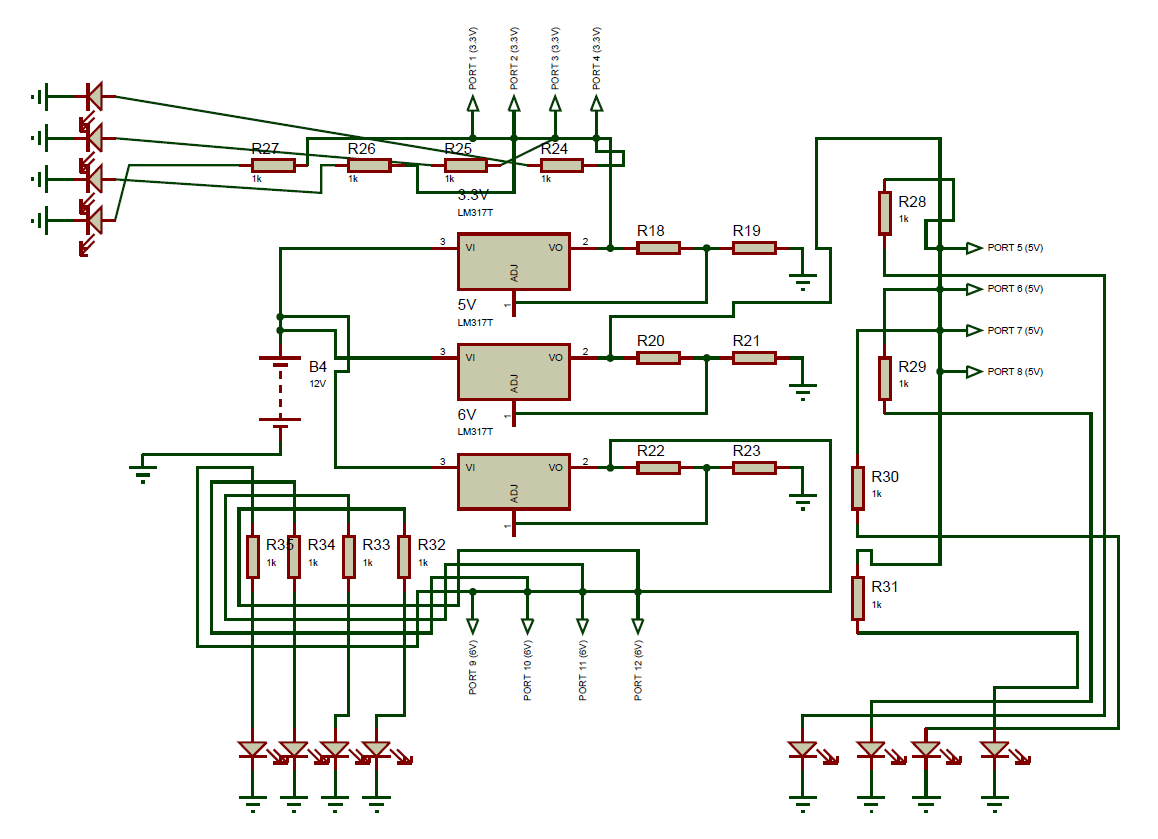 PORT 1 (3.3V)
PORT 2 (3.3V)
PORT 3 (3.3V)
PORT 4 (3.3V)
R27
1k
R26
1k
R25
1k
R24
1k
3.3V
LM317T
3
VI
VO
2
ADJ
1
R18
R19
5V
LM317T
3
VI
VO
2
ADJ
1
R20
R21
6V
LM317T
3
VI
VO
2
ADJ
1
R22
R23
B4
12V
R28
1k
PORT 5 (5V)
PORT 6 (5V)
PORT 7 (5V)
PORT 8 (5V)
R29
1k
R30
1k
R31
1k
R35
1k
R34
1k
R33
1k
R32
1k
PORT 9 (6V)
PORT 10 (6V)
PORT 11 (6V)
PORT 12 (6V)